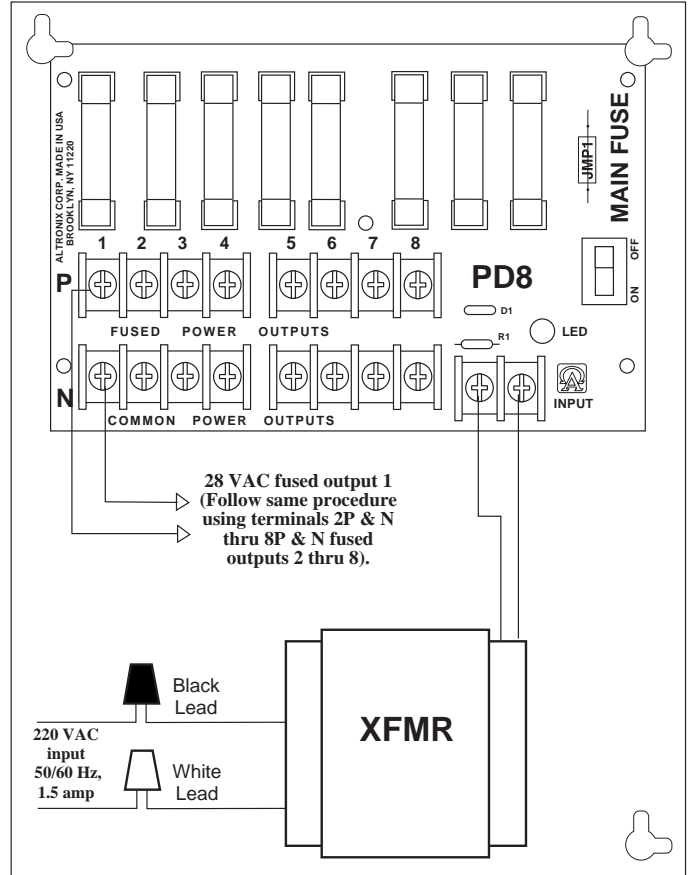 ALTRONIX CORP. MADE IN USA
BROOKLYN, NY 11220
JMP1
MAIN FUSE
OFF
ON
1 2 3 4 5 6 7 8
P
PD8
D1
FUSED POWER OUTPUTS
LED
R1
N
INPUT
COMMON POWER OUTPUTS
28 VAC fused output 1
(Follow same procedure
using terminals 2P & N
thru 8P & N fused
outputs 2 thru 8).
Black
Lead
XFMR
220 VAC
input
50/60 Hz,
1.5 amp
White
Lead